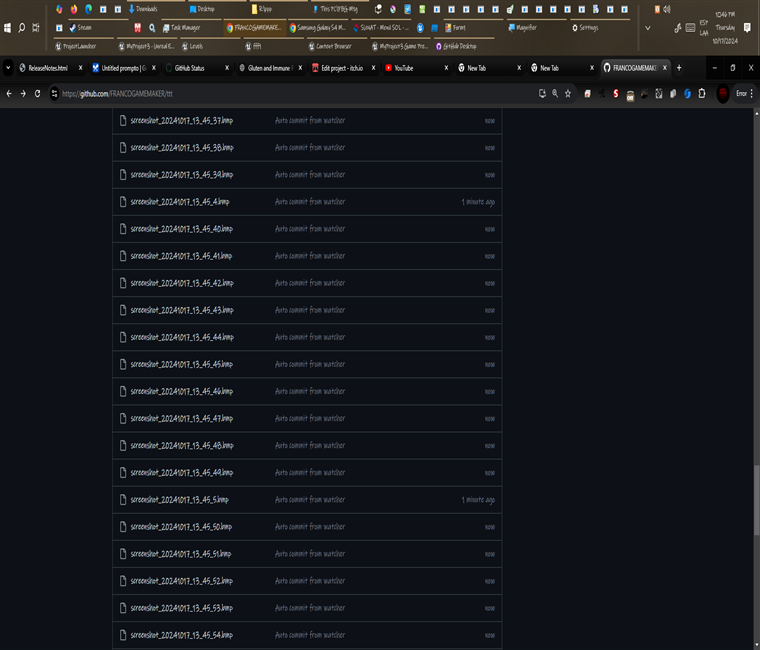 Downloads Desktop Skipp This PC\FBG-Msg
10:49 PM
Steam Task Manager FRANCOGAMEMAKE... Samsung Galaxy S4 M... Fonts Magnifier Settings
ESP
LAA
Thursday
10/17/2024
ProjectLauncher MyProject3 - Unreal E... Levels ffff Content Browser MyProject3 Game Pro... GitHub Desktop
ReleaseNotes.html Untitled prompto | G GitHub Status Gluten and Immune Edit project - itch.io YouTube New Tab New Tab FRANCOGAMEMAKE
https://github.com/FRANCOGAMEMAKER/ttt Error
screenshot_20241017_13_45_37.bmp Auto commit from watcher now
screenshot_20241017_13_45_38.bmp Auto commit from watcher now
screenshot_20241017_13_45_39.bmp Auto commit from watcher now
screenshot_20241017_13_45_4.bmp Auto commit from watcher 1 minute ago
screenshot_20241017_13_45_40.bmp Auto commit from watcher now
screenshot_20241017_13_45_41.bmp Auto commit from watcher now
screenshot_20241017_13_45_42.bmp Auto commit from watcher now
screenshot_20241017_13_45_43.bmp Auto commit from watcher now
screenshot_20241017_13_45_44.bmp Auto commit from watcher now
screenshot_20241017_13_45_45.bmp Auto commit from watcher now
screenshot_20241017_13_45_46.bmp Auto commit from watcher now
screenshot_20241017_13_45_47.bmp Auto commit from watcher now
screenshot_20241017_13_45_48.bmp Auto commit from watcher now
screenshot_20241017_13_45_49.bmp Auto commit from watcher now
screenshot_20241017_13_45_5.bmp Auto commit from watcher 1 minute ago
screenshot_20241017_13_45_50.bmp Auto commit from watcher now
screenshot_20241017_13_45_51.bmp Auto commit from watcher now
screenshot_20241017_13_45_52.bmp Auto commit from watcher now
screenshot_20241017_13_45_53.bmp Auto commit from watcher now
screenshot_20241017_13_45_54.bmp Auto commit from watcher now